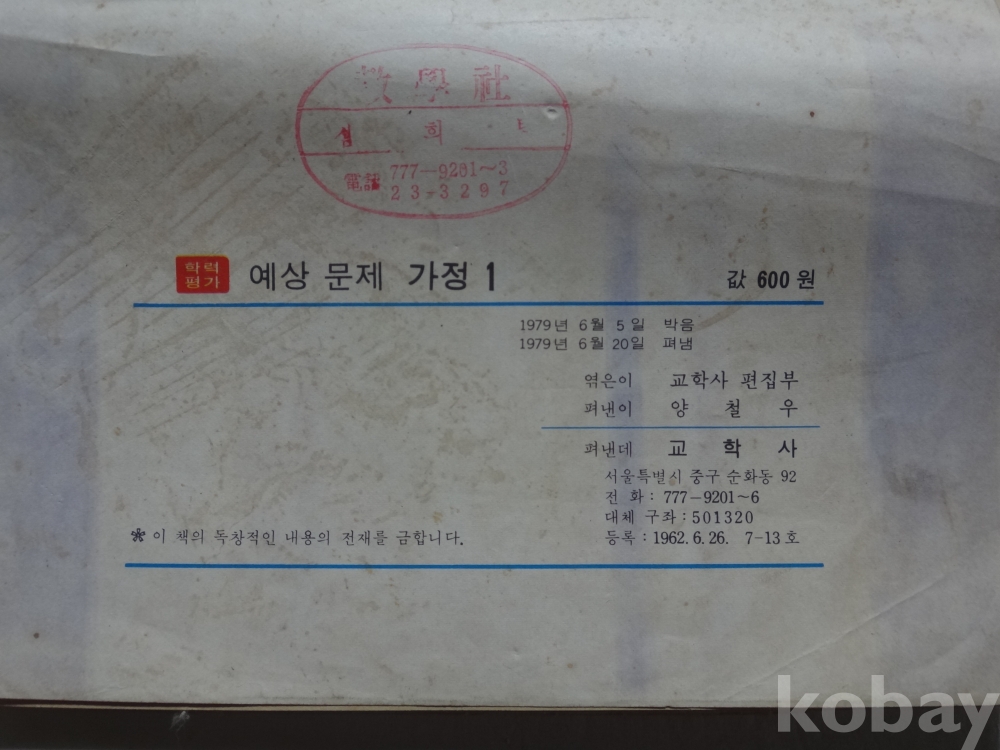 學社
희
電話 777-9201~3
23-3297
학력
평가
예상 문제 가정 1
값 600 원
1979년 6월 5일 박음
1979년 6월 20일 펴냄
엮은이 교학사 편집부
펴낸이 양 철 우
펴낸데 교 학 사
서울특별시 중구 순화동 92
전 화 : 777-9201~6
대체 구좌 : 501320
등록 : 1962. 6. 26. 7-13 호
❀ 이 책의 독창적인 내용의 전재를 금합니다.
kobay